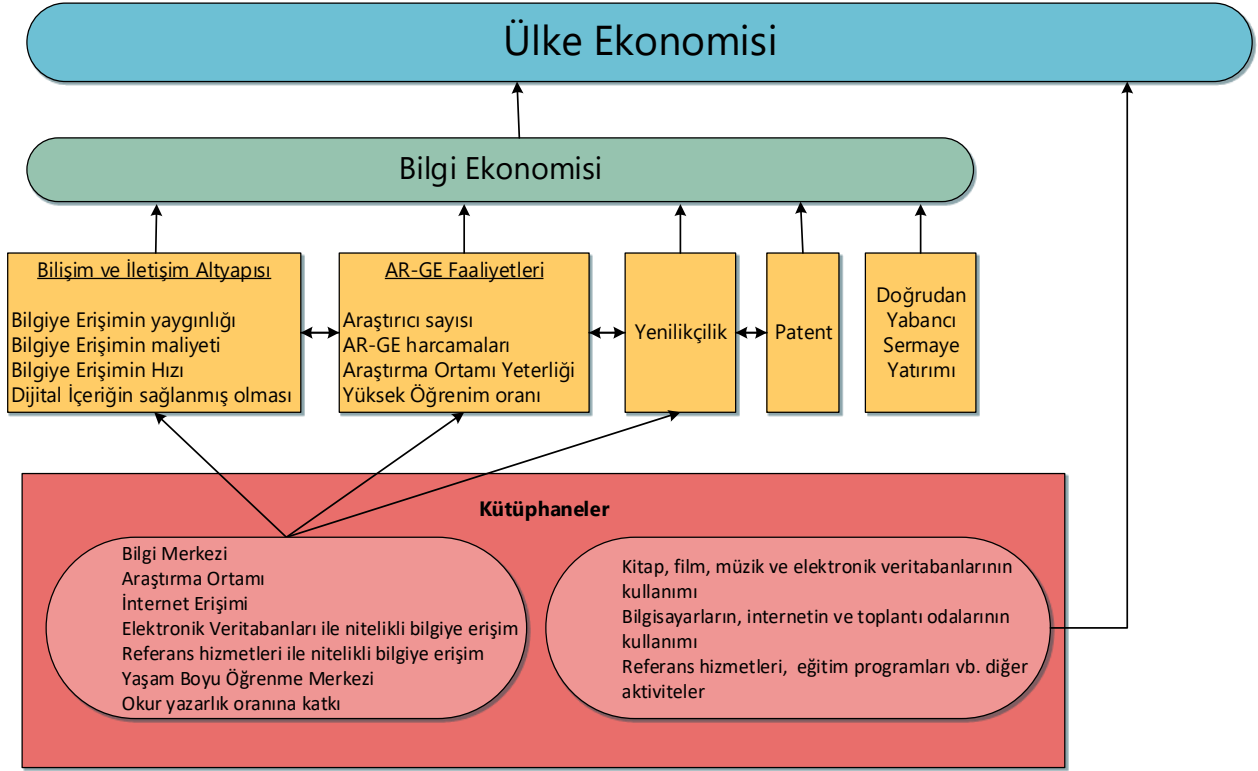 Ülke Ekonomisi
Bilgi Ekonomisi
Bilişim ve İletişim Altyapısı
Bilgiye Erişimin yaygınlığı
Bilgiye Erişimin maliyeti
Bilgiye Erişimin Hızı
Dijital İçeriğin sağlanmış olması
AR-GE Faaliyetleri
Araştırıcı sayısı
AR-GE harcamaları
Araştırma Ortamı Yeterliği
Yüksek Öğrenim oranı
Yenilikçilik
Patent
Doğrudan
Yabancı
Sermaye
Yatırımı
Kütüphaneler
Bilgi Merkezi
Araştırma Ortamı
İnternet Erişimi
Elektronik Veritabanları ile nitelikli bilgiye erişim
Referans hizmetleri ile nitelikli bilgiye erişim
Yaşam Boyu Öğrenme Merkezi
Okur yazarlık oranına katkı
Kitap, film, müzik ve elektronik veritabanlarının
kullanımı
Bilgisayarların, internetin ve toplantı odalarının
kullanımı
Referans hizmetleri, eğitim programları vb. diğer
aktiviteler